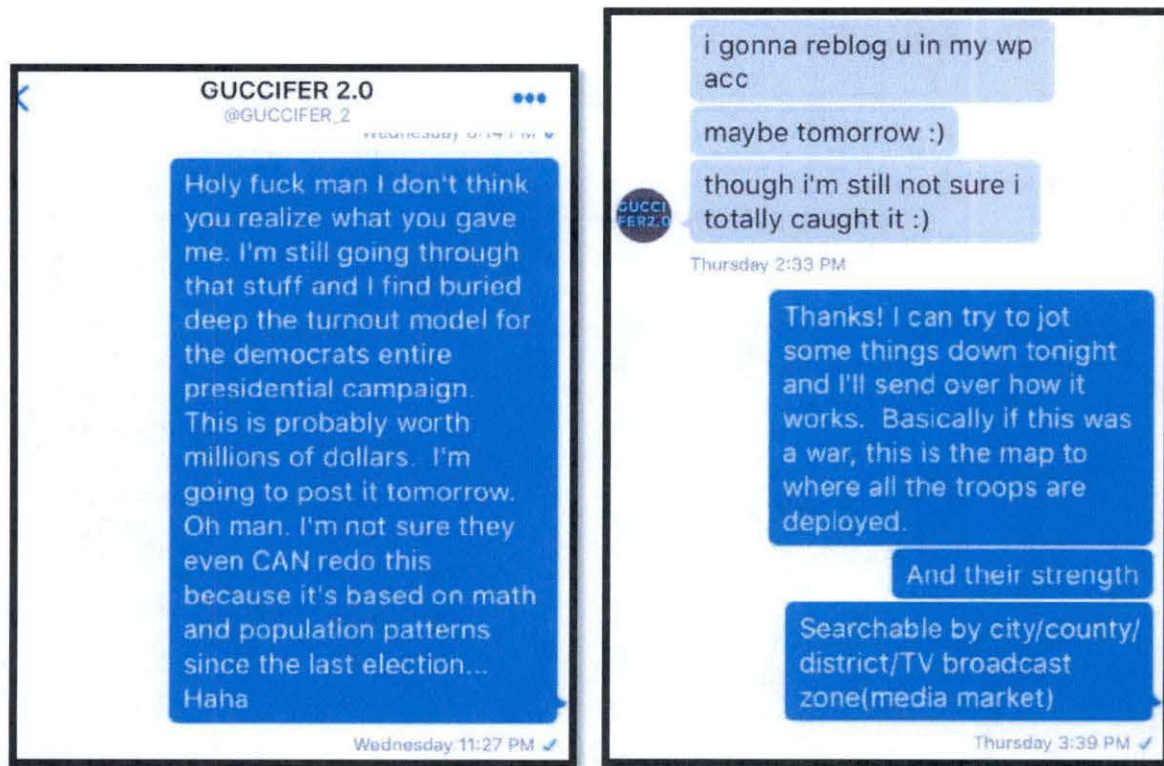 GUCCIFER 2.0
@GUCCIFER_2
Holy fuck man I don't think
you realize what you gave
me. I'm still going through
that stuff and I find buried
deep the turnout model for
the democrats entire
presidential campaign.
This is probably worth
millions of dollars.  I'm
going to post it tomorrow.
Oh man. I'm not sure they
even CAN redo this
because it's based on math
and population patterns
since the last election...
Haha
Wednesday 11:27 PM
i gonna reblog u in my wp
acc
maybe tomorrow :)
though i'm still not sure i
totally caught it :)
GUCCI
FER2.0
Thursday 2:33 PM
Thanks! I can try to jot
some things down tonight
and I'll send over how it
works.  Basically if this was
a war, this is the map to
where all the troops are
deployed.
And their strength
Searchable by city/county/
district/TV broadcast
zone(media market)
Thursday 3:39 PM